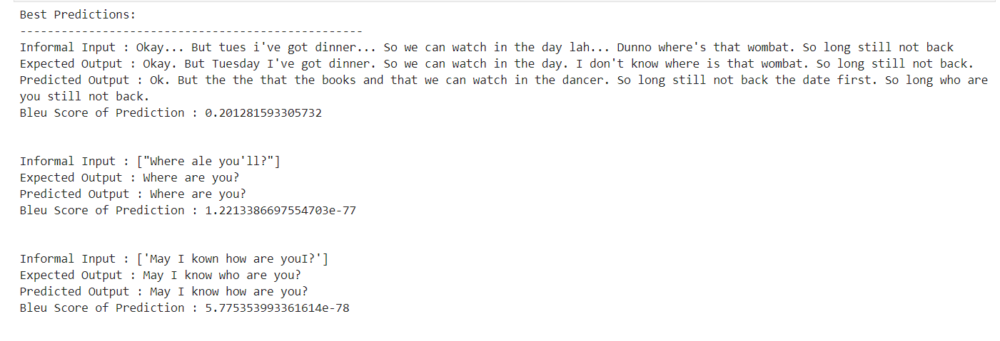 Best Predictions:
--------------------------------------------------
Informal Input : Okay... But tues i've got dinner... So we can watch in the day lah... Dunno where's that wombat. So long still not back
Expected Output : Okay. But Tuesday I've got dinner. So we can watch in the day. I don't know where is that wombat. So long still not back.
Predicted Output : Ok. But the the that the books and that we can watch in the dancer. So long still not back the date first. So long who are
you still not back.
Bleu Score of Prediction : 0.201281593305732
Informal Input : ["Where ale you'll?"]
Expected Output : Where are you?
Predicted Output : Where are you?
Bleu Score of Prediction : 1.2213386697554703e-77
Informal Input : ['May I kown how are youI?']
Expected Output : May I know who are you?
Predicted Output : May I know how are you?
Bleu Score of Prediction : 5.775353993361614e-78